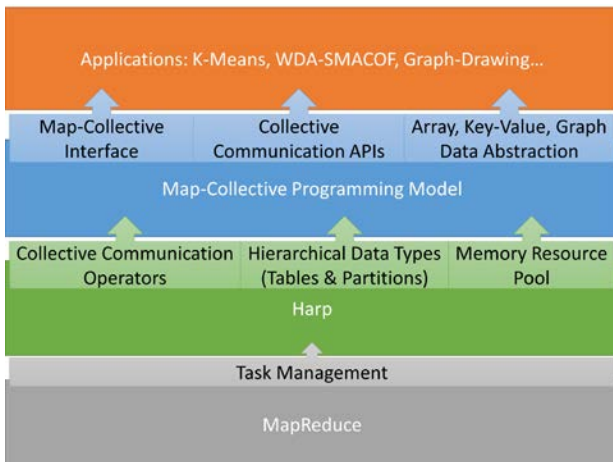 Applications: K-Means, WDA-SMACOF, Graph-Drawing...
Map-Collective
Interface
Collective
Communication APIs
Array, Key-Value, Graph
Data Abstraction
Map-Collective Programming Model
Collective Communication
Operators
Hierarchical Data Types
(Tables & Partitions)
Memory Resource
Pool
Harp
Task Management
MapReduce